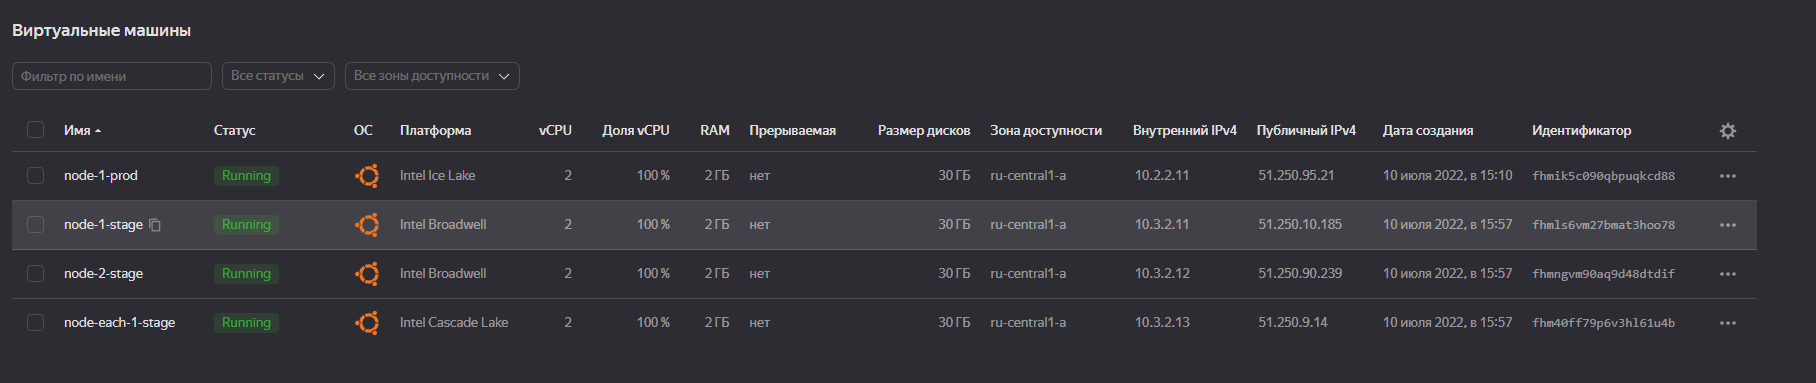 Виртуальные машины
Фильтр по имени Все статусы Все зоны доступности
Имя Статус ОС Платформа vCPU Доля vCPU RAM Прерываемая Размер дисков Зона доступности Внутренний IPv4 Публичный IPv4 Дата создания Идентификатор
node-1-prod Running Intel Ice Lake 2 100 % 2 ГБ нет 30 ГБ ru-central1-a 10.2.2.11 51.250.95.21 10 июля 2022, в 15:10 fhmik5c090qbpuqkcd88
node-1-stage Running Intel Broadwell 2 100 % 2 ГБ нет 30 ГБ ru-central1-a 10.3.2.11 51.250.10.185 10 июля 2022, в 15:57 fhmls6vm27bmat3hoo78
node-2-stage Running Intel Broadwell 2 100 % 2 ГБ нет 30 ГБ ru-central1-a 10.3.2.12 51.250.90.239 10 июля 2022, в 15:57 fhmngvm90aq9d48dtdif
node-each-1-stage Running Intel Cascade Lake 2 100 % 2 ГБ нет 30 ГБ ru-central1-a 10.3.2.13 51.250.9.14 10 июля 2022, в 15:57 fhm40ff79p6v3hl61u4b